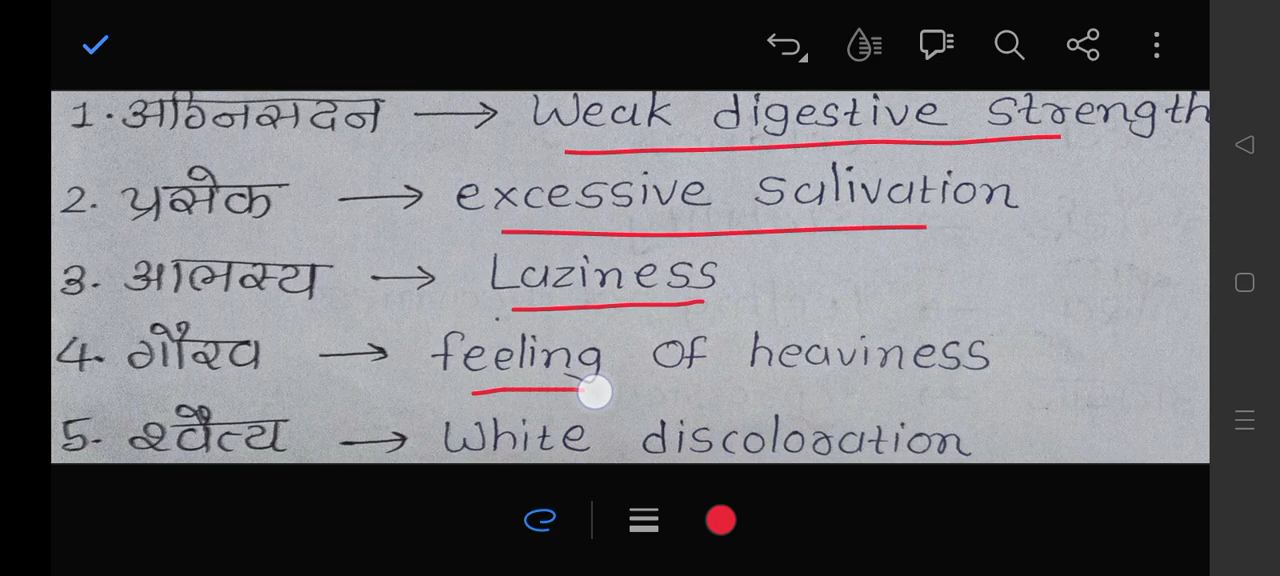 1. अग्निसदन → Weak digestive strength
2. प्रसेक → excessive Salivation
3. आलस्य → Laziness
4. गौरव → feeling of heaviness
5. श्वैत्य → White discoloration